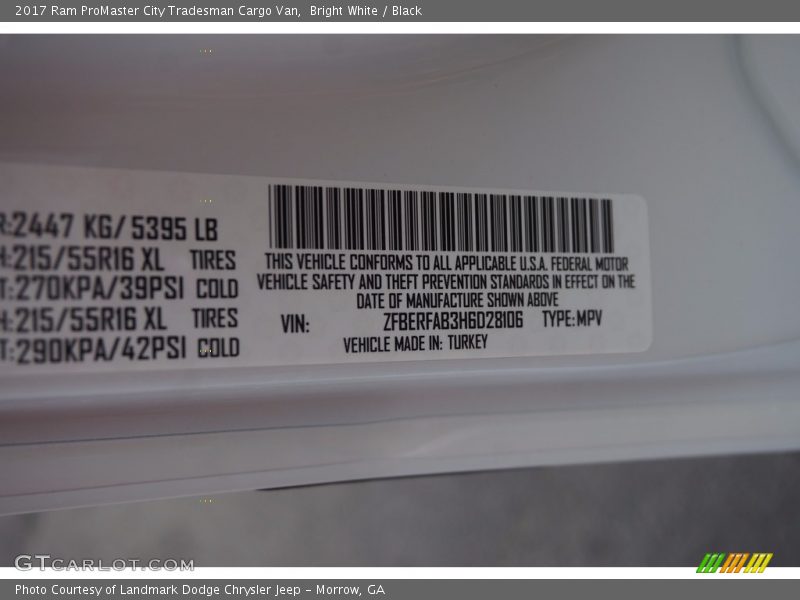 2017 Ram ProMaster City Tradesman Cargo Van, Bright White / Black
R:2447 KG/ 5395 LB
H:215/55R16 XL TIRES
T:270KPA/39PSI COLD
H:215/55R16 XL TIRES
T:290KPA/42PSI COLD
THIS VEHICLE CONFORMS TO ALL APPLICABLE U.S.A. FEDERAL MOTOR
VEHICLE SAFETY AND THEFT PREVENTION STANDARDS IN EFFECT ON THE
DATE OF MANUFACTURE SHOWN ABOVE
VIN: ZFBERFAB3H6D28106 TYPE:MPV
VEHICLE MADE IN: TURKEY
GTCARLOT.COM
Photo Courtesy of Landmark Dodge Chrysler Jeep – Morrow, GA